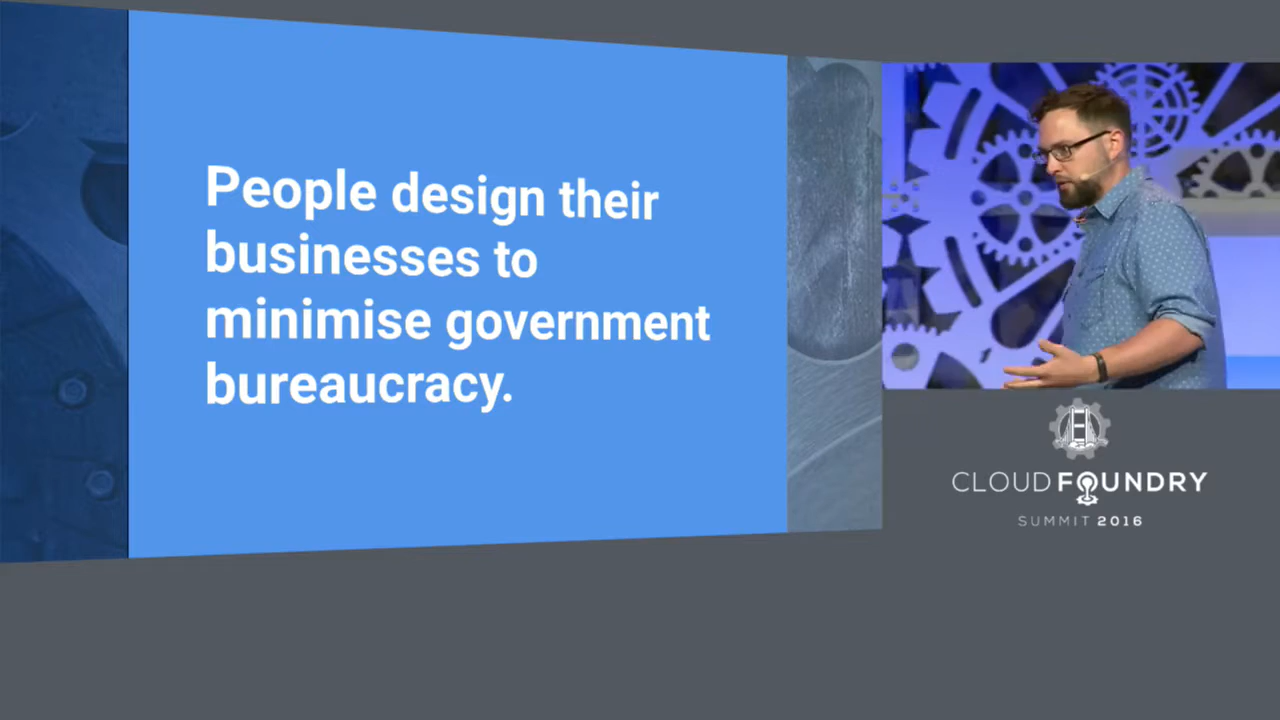 People design their
businesses to
minimise government
bureaucracy.
CLOUD FOUNDRY
SUMMIT 2016